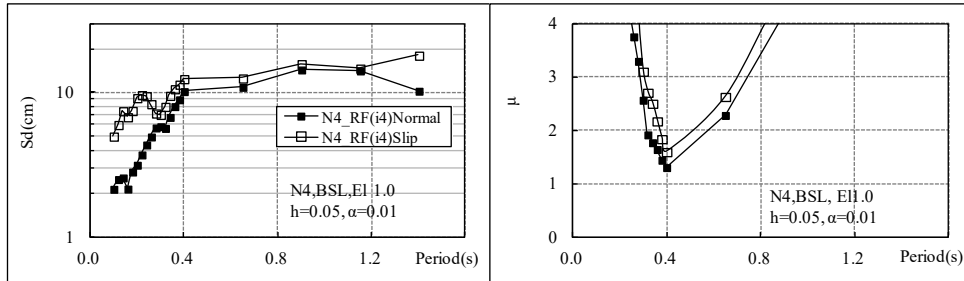 Sd(cm)
10
1
N4_RF(i4)Normal
N4_RF(i4)Slip
N4,BSL,El 1.0
h=0.05, α=0.01
0.0 0.4 0.8 1.2 Period(s)
μ
4
3
2
1
0
N4,BSL, El1.0
h=0.05, α=0.01
0.0 0.4 0.8 1.2 Period(s)